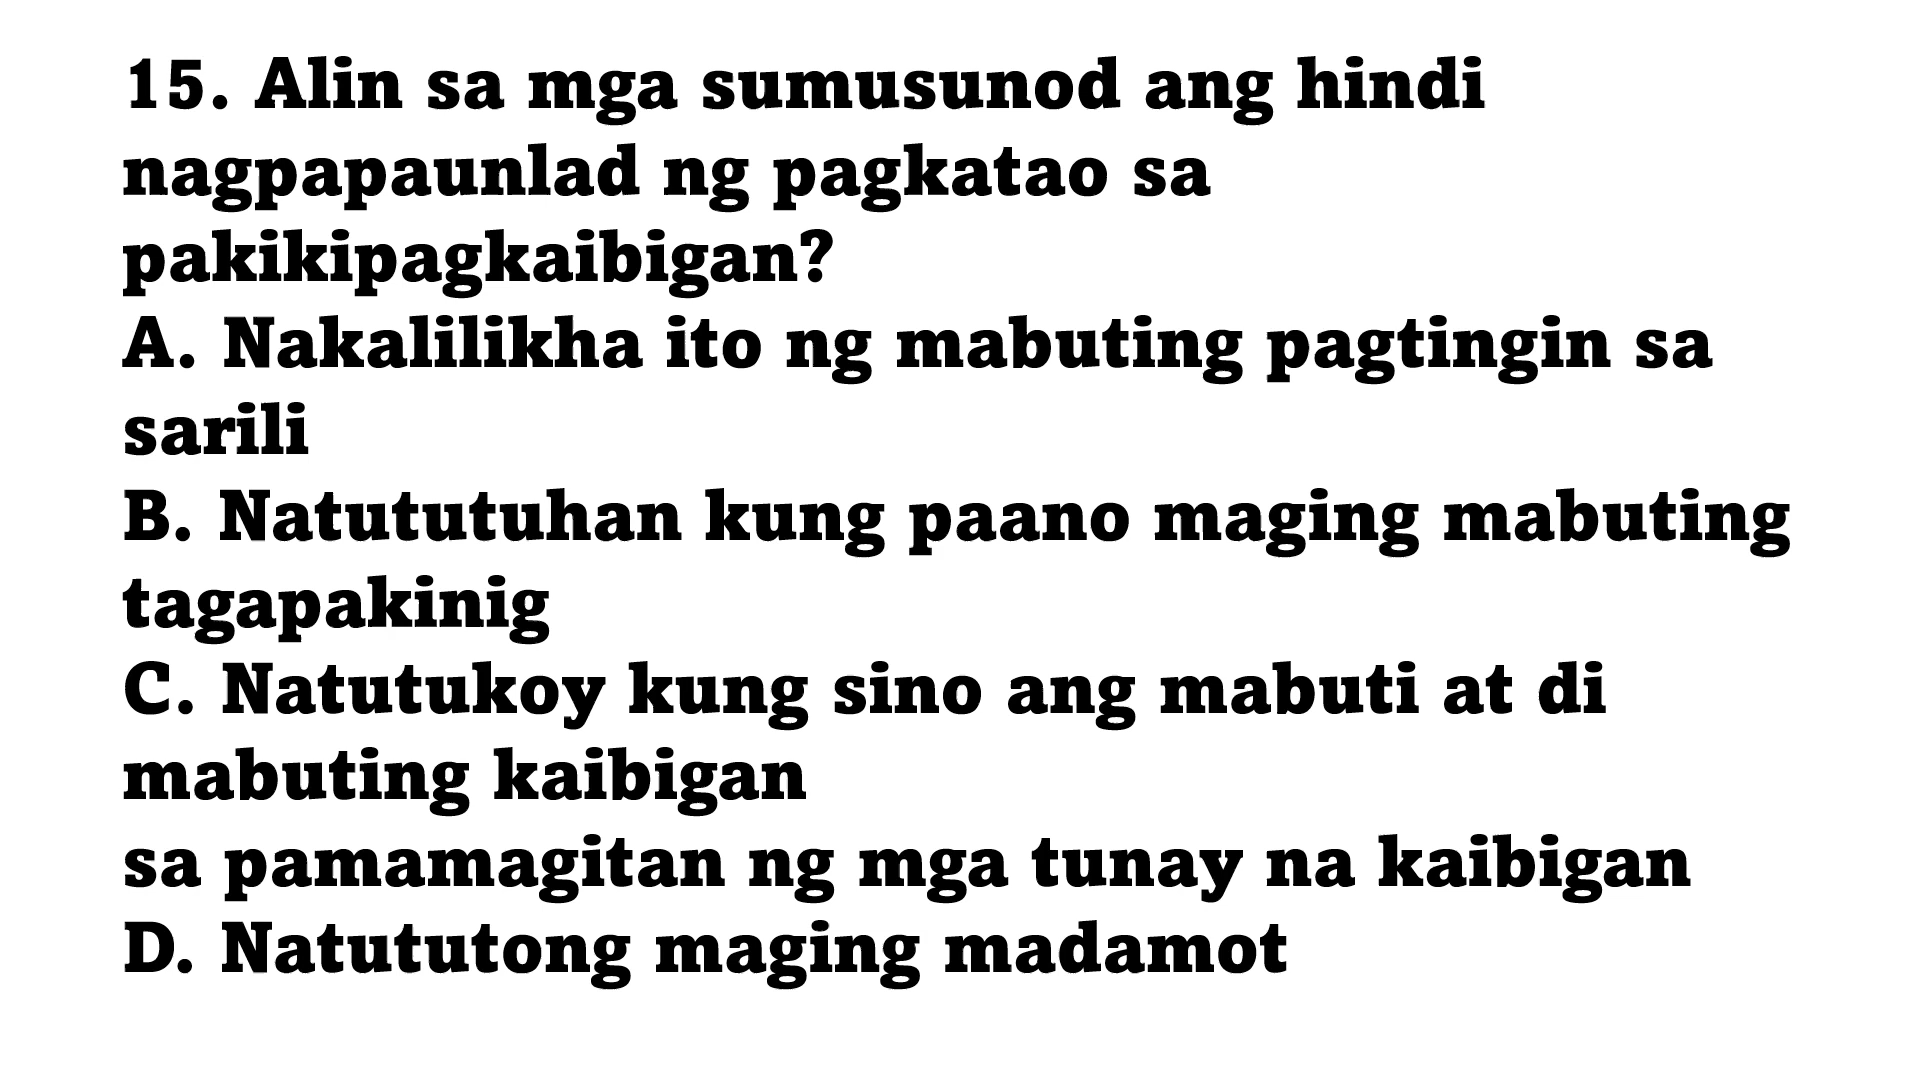 15. Alin sa mga sumusunod ang hindi
nagpapaunlad ng pagkatao sa
pakikipagkaibigan?
A. Nakalilikha ito ng mabuting pagtingin sa
sarili
B. Natututuhan kung paano maging mabuting
tagapakinig
C. Natutukoy kung sino ang mabuti at di
mabuting kaibigan
sa pamamagitan ng mga tunay na kaibigan
D. Natututong maging madamot